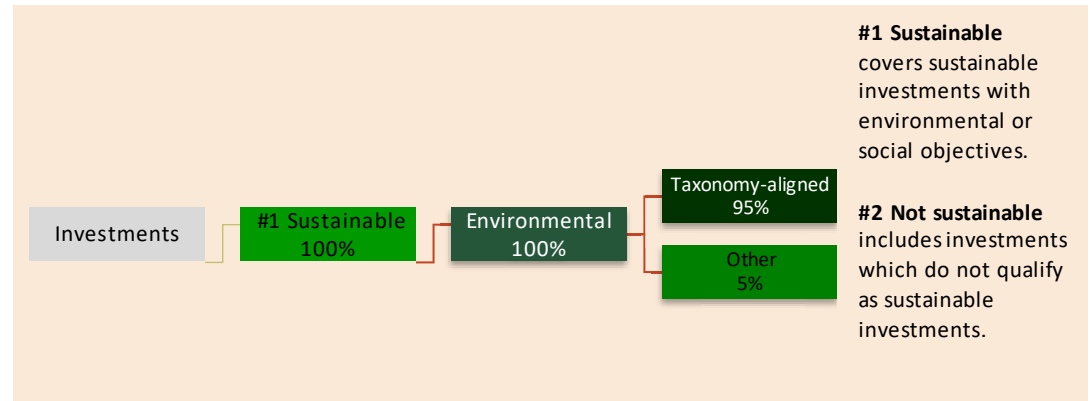 Investments
#1 Sustainable
100%
Environmental
100%
Taxonomy-aligned
95%
Other
5%
#1 Sustainable
covers sustainable
investments with
environmental or
social objectives.
#2 Not sustainable
includes investments
which do not qualify
as sustainable
investments.